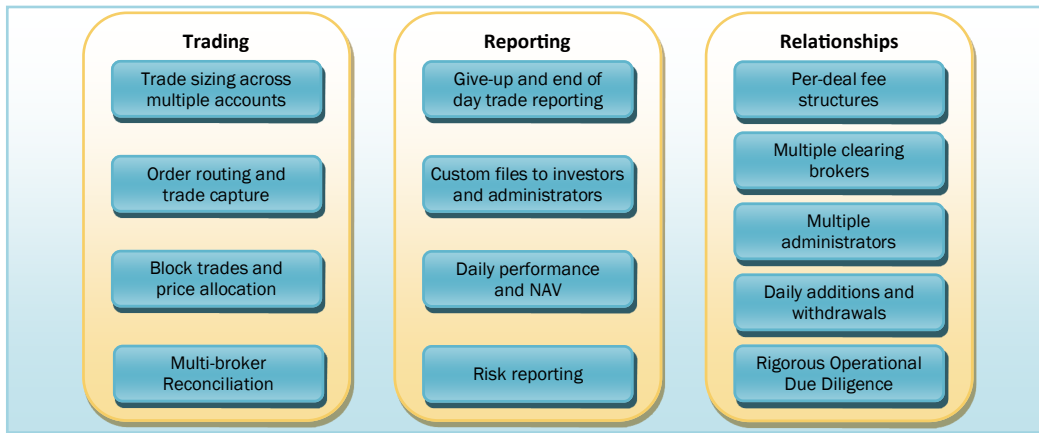 Trading
Trade sizing across
multiple accounts
Order routing and
trade capture
Block trades and
price allocation
Multi-broker
Reconciliation
Reporting
Give-up and end of
day trade reporting
Custom files to investors
and administrators
Daily performance
and NAV
Risk reporting
Relationships
Per-deal fee
structures
Multiple clearing
brokers
Multiple
administrators
Daily additions and
withdrawals
Rigorous Operational
Due Diligence